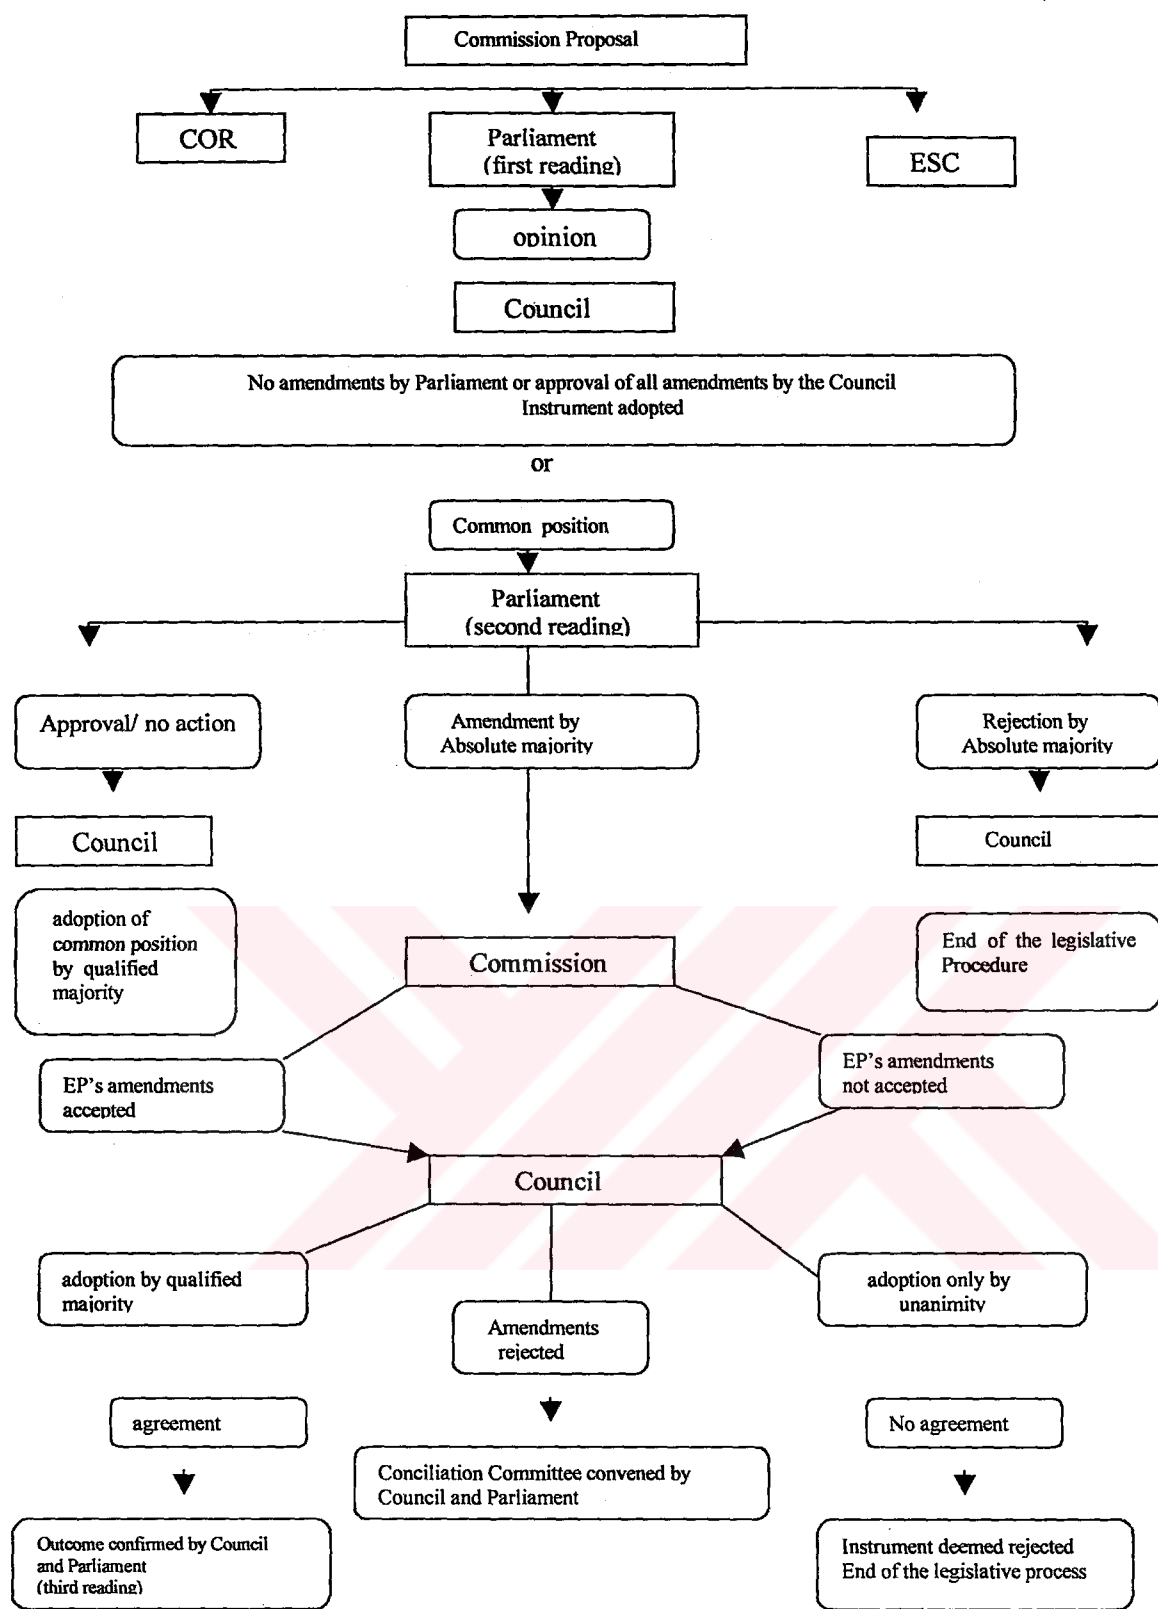 Commission Proposal
COR
Parliament
(first reading)
ESC
opinion
Council
No amendments by Parliament or approval of all amendments by the Council
Instrument adopted
or
Common position
Parliament
(second reading)
Approval/ no action
Amendment by
Absolute majority
Rejection by
Absolute majority
Council
Council
adoption of
common position
by qualified
majority
Commission
End of the legislative
Procedure
EP's amendments
accepted
EP's amendments
not accepted
Council
adoption by qualified
majority
Amendments
rejected
adoption only by
unanimity
agreement
No agreement
Conciliation Committee convened by
Council and Parliament
Outcome confirmed by Council
and Parliament
(third reading)
Instrument deemed rejected
End of the legislative process